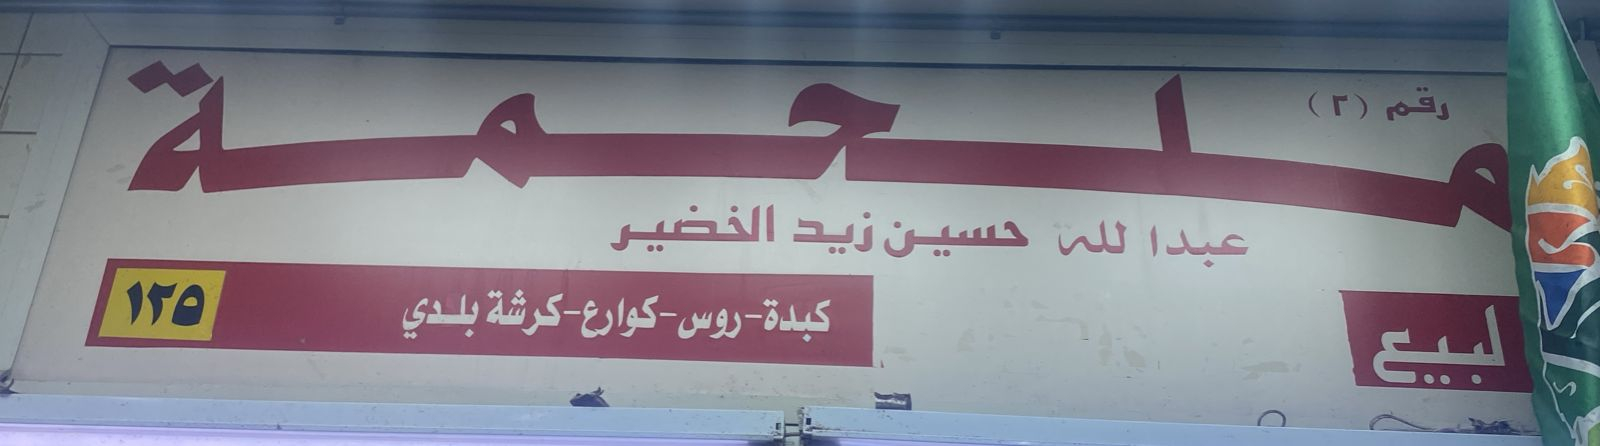 رقم (٢)
ملحمة
عبدالله حسين زيد الخضير
لبيع
كبدة-روس-كوارع-كرشة بلدي
١٢٥